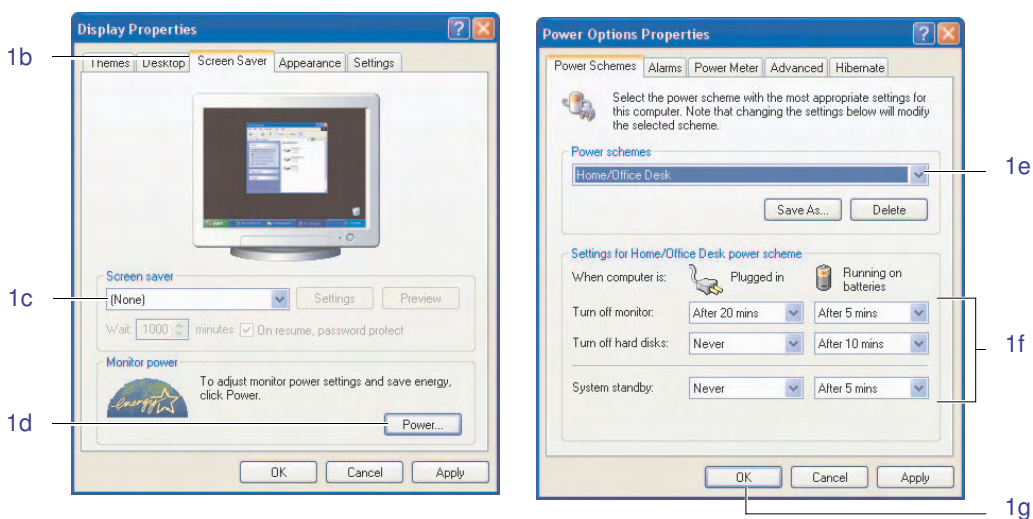 Display Properties
1b
Themes Desktop Screen Saver Appearance Settings
Screen saver
1c
(None)
Settings
Preview
Wait: 1000 minutes On resume, password protect
Monitor power
energy
To adjust monitor power settings and save energy,
click Power.
1d
Power...
OK
Cancel
Apply
Power Options Properties
Power Schemes Alarms Power Meter Advanced Hibernate
Select the power scheme with the most appropriate settings for
this computer. Note that changing the settings below will modify
the selected scheme.
Power schemes
Home/Office Desk
1e
Save As...
Delete
Settings for Home/Office Desk power scheme
When computer is:
Plugged in
Running on
batteries
Turn off monitor:
After 20 mins
After 5 mins
Turn off hard disks:
Never
After 10 mins
1f
System standby:
Never
After 5 mins
OK
Cancel
Apply
1g